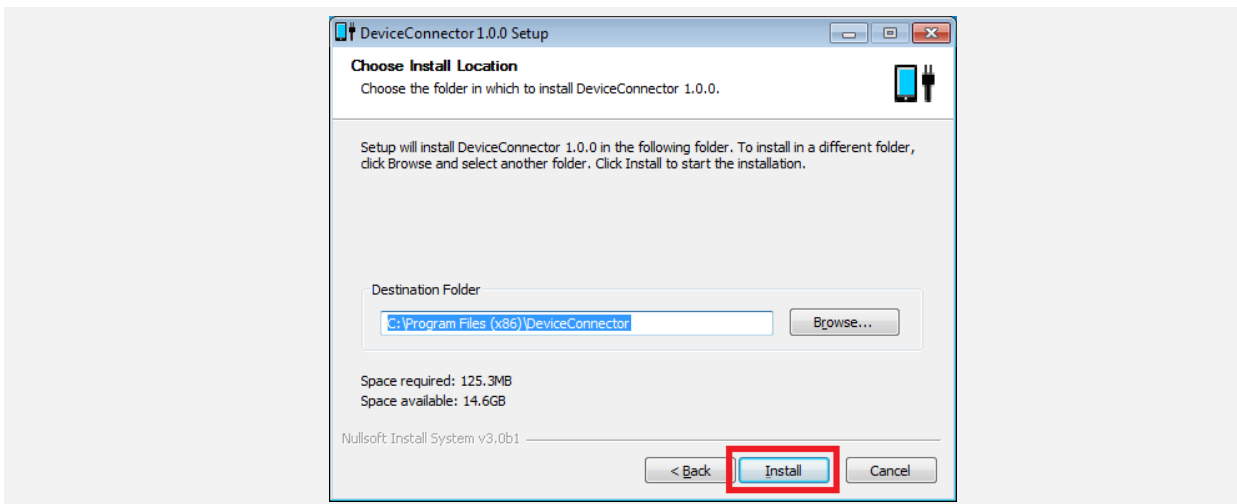 DeviceConnector 1.0.0 Setup
Choose Install Location
Choose the folder in which to install DeviceConnector 1.0.0.
Setup will install DeviceConnector 1.0.0 in the following folder. To install in a different folder,
click Browse and select another folder. Click Install to start the installation.
Destination Folder
C:\Program Files (x86)\DeviceConnector
Browse...
Space required: 125.3MB
Space available: 14.6GB
Nullsoft Install System v3.0b1
< Back
Install
Cancel